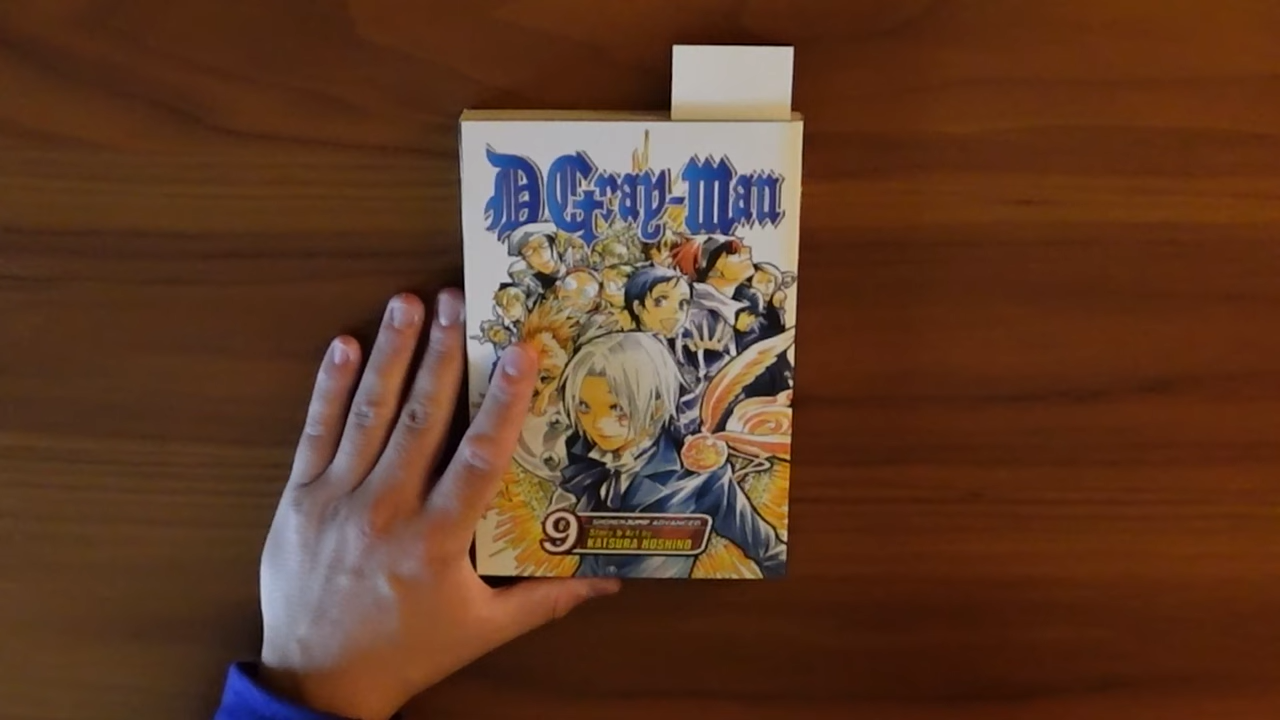 D.Gray-Man
9
SHONEN JUMP ADVANCED
Story & Art by
KATSURA HOSHINO